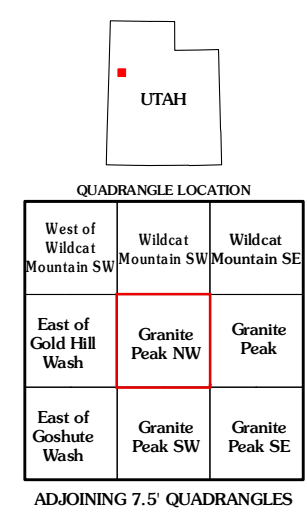 UTAH
QUADRANGLE LOCATION
West of
Wildcat
Mountain SW
Wildcat
Mountain SW
Wildcat
Mountain SE
East of
Gold Hill
Wash
Granite
Peak NW
Granite
Peak
East of
Goshute
Wash
Granite
Peak SW
Granite
Peak SE
ADJOINING 7.5' QUADRANGLES